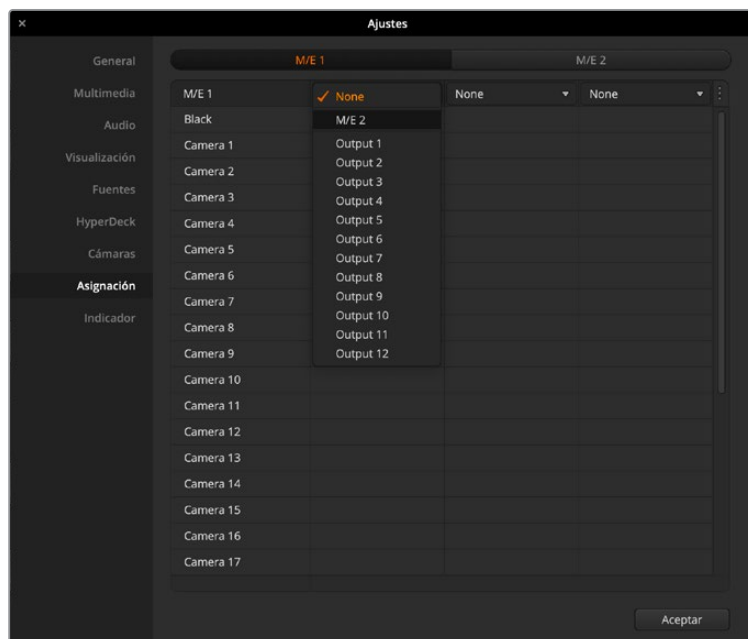 ×
Ajustes
General
Multimedia
Audio
Visualización
Fuentes
HyperDeck
Cámaras
Asignación
Indicador
M/E 1
M/E 2
M/E 1
None
None
Black
Camera 1
Camera 2
Camera 3
Camera 4
Camera 5
Camera 6
Camera 7
Camera 8
Camera 9
Camera 10
Camera 11
Camera 12
Camera 13
Camera 14
Camera 15
Camera 16
Camera 17
✓ None
M/E 2
Output 1
Output 2
Output 3
Output 4
Output 5
Output 6
Output 7
Output 8
Output 9
Output 10
Output 11
Output 12
Aceptar